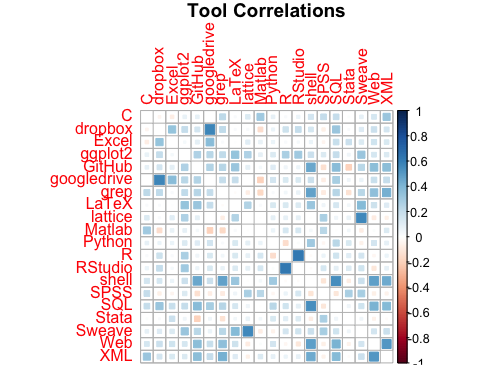 Tool Correlations
C
dropbox
Excel
ggplot2
GitHub
googledrive
grep
LaTeX
lattice
Matlab
Python
R
RStudio
shell
SPSS
SQL
Stata
Sweave
Web
XML
C
dropbox
Excel
ggplot2
GitHub
googledrive
grep
LaTeX
lattice
Matlab
Python
R
RStudio
shell
SPSS
SQL
Stata
Sweave
Web
XML
1
0.8
0.6
0.4
0.2
0
-0.2
-0.4
-0.6
-0.8
-1